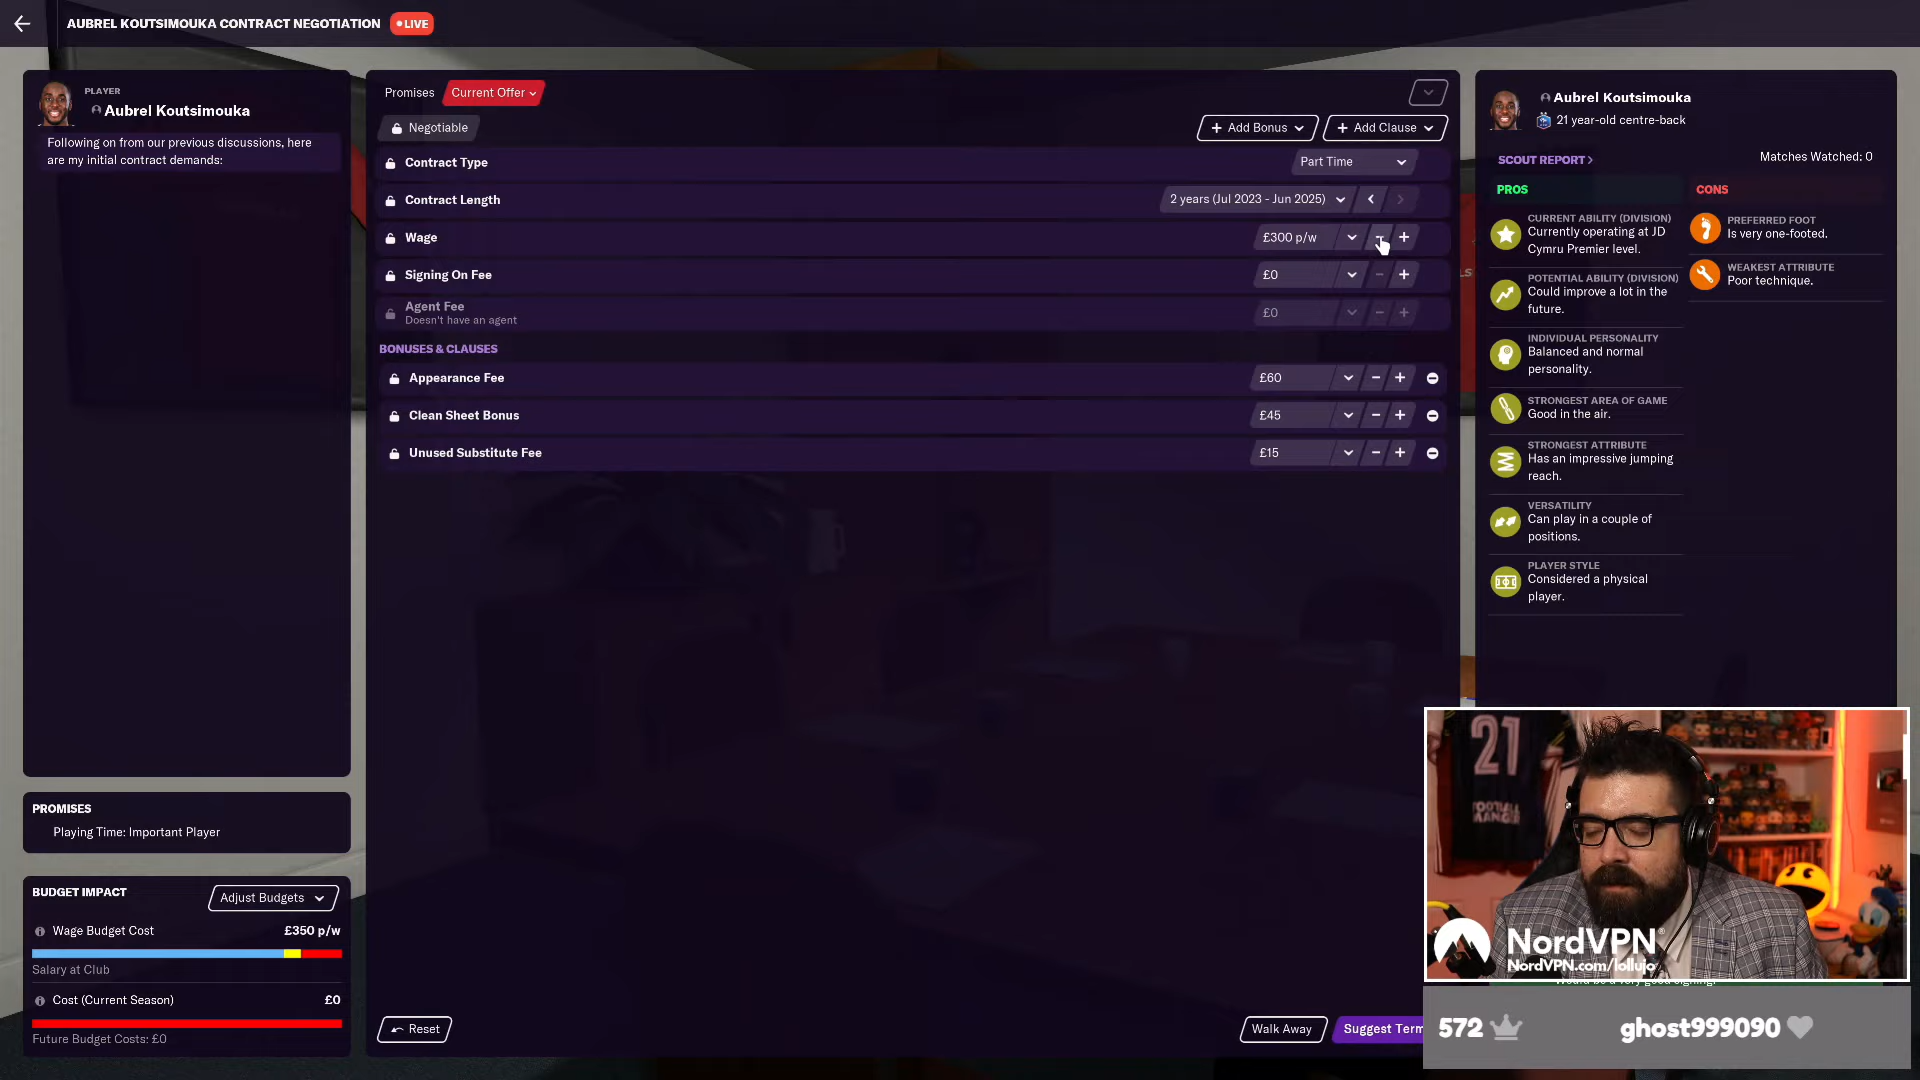 AUBREL KOUTSIMOUKA CONTRACT NEGOTIATION
LIVE
PLAYER
Aubrel Koutsimouka
Following on from our previous discussions, here
are my initial contract demands:
PROMISES
Playing Time: Important Player
BUDGET IMPACT
Adjust Budgets
Wage Budget Cost
£350 p/w
Salary at Club
Cost (Current Season)
£0
Future Budget Costs: £0
Promises
Current Offer
Negotiable
+ Add Bonus
+ Add Clause
Contract Type
Part Time
Contract Length
2 years (Jul 2023 - Jun 2025)
Wage
£300 p/w
Signing On Fee
£0
Agent Fee
Doesn't have an agent
£0
BONUSES & CLAUSES
Appearance Fee
£60
Clean Sheet Bonus
£45
Unused Substitute Fee
£15
Reset
Walk Away
Suggest Term
Aubrel Koutsimouka
21 year-old centre-back
SCOUT REPORT >
Matches Watched: 0
PROS
CURRENT ABILITY (DIVISION)
Currently operating at JD
Cymru Premier level.
POTENTIAL ABILITY (DIVISION)
Could improve a lot in the
future.
INDIVIDUAL PERSONALITY
Balanced and normal
personality.
STRONGEST AREA OF GAME
Good in the air.
STRONGEST ATTRIBUTE
Has an impressive jumping
reach.
VERSATILITY
Can play in a couple of
positions.
PLAYER STYLE
Considered a physical
player.
CONS
PREFERRED FOOT
Is very one-footed.
WEAKEST ATTRIBUTE
Poor technique.
21
FOOTBALL
MANAGER
NordVPN®
NordVPN.com/lollujo
572
ghost999090